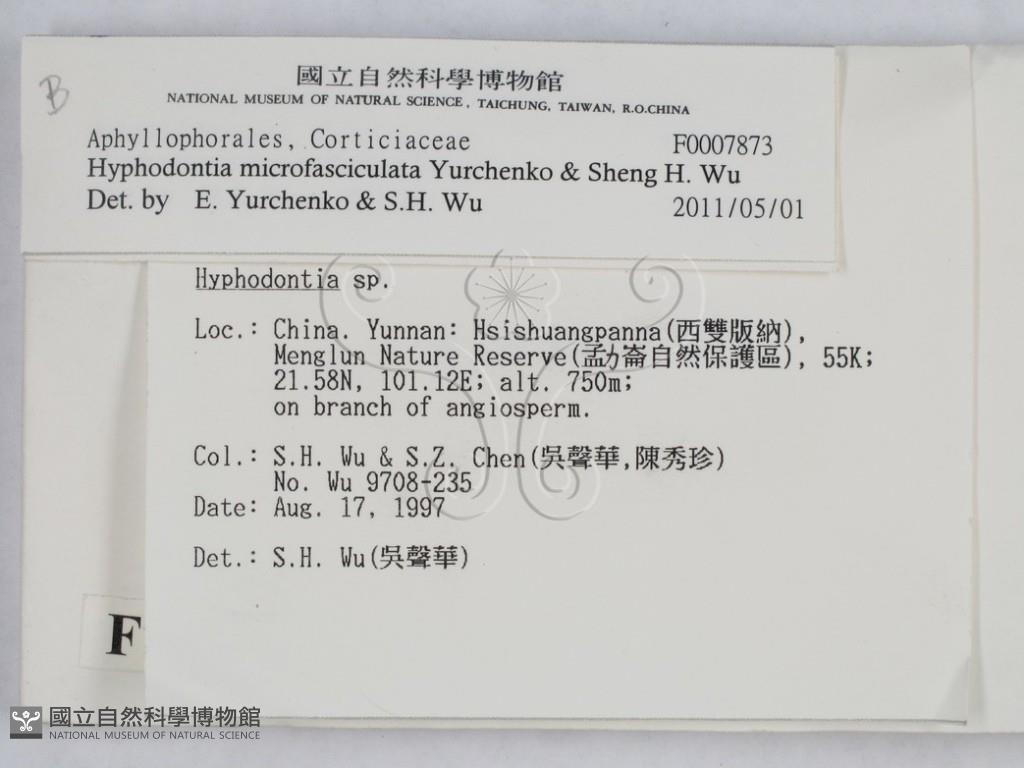 B
國立自然科學博物館
NATIONAL MUSEUM OF NATURAL SCIENCE, TAICHUNG, TAIWAN, R.O.CHINA
Aphyllophorales, Corticiaceae F0007873
Hyphodontia microfasciculata Yurchenko & Sheng H. Wu
Det. by E. Yurchenko & S.H. Wu 2011/05/01
Hyphodontia sp.
Loc.: China. Yunnan: Hsishuangpanna(西雙版納),
Menglun Nature Reserve(孟力崙自然保護區), 55K;
21.58N, 101.12E; alt. 750m;
on branch of angiosperm.
Col.: S.H. Wu & S.Z. Chen(吳聲華,陳秀珍)
No. Wu 9708-235
Date: Aug. 17, 1997
Det.: S.H. Wu(吳聲華)
F
國立自然科學博物館
NATIONAL MUSEUM OF NATURAL SCIENCE